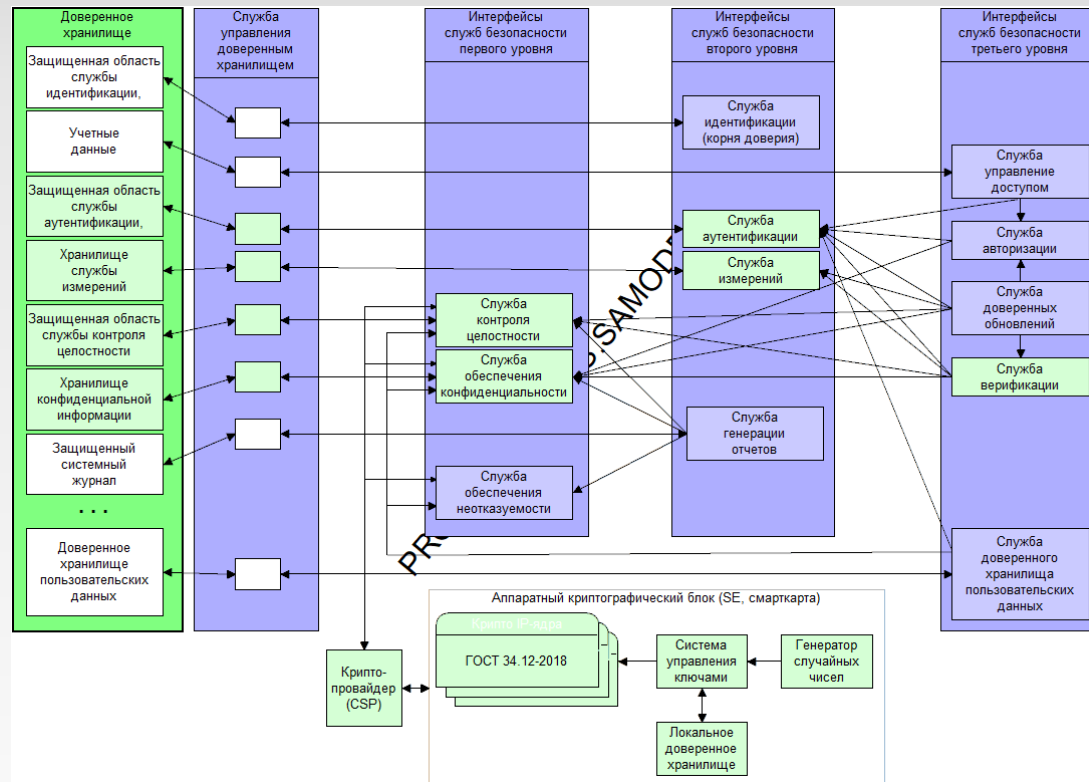 Доверенное
хранилище
Защищенная область
службы
идентификации,
Учетные
данные
Защищенная область
службы
аутентификации,
Хранилище
службы
измерений
Защищенная область
службы контроля
целостности
Хранилище
конфиденциальной
информации
Защищенный
системный
журнал
. . .
Доверенное
хранилище
пользовательских
данных
Служба
управления
доверенным
хранилищем
Интерфейсы
служб безопасности
первого уровня
Служба
контроля
целостности
Служба
обеспечения
конфиденциальности
Служба
обеспечения
неотказуемости
Интерфейсы
служб безопасности
второго уровня
Служба
идентификации
(корня доверия)
Служба
аутентификации
Служба
измерений
Служба
генерации
отчетов
Интерфейсы
служб безопасности
третьего уровня
Служба
управление
доступом
Служба
авторизации
Служба
доверенных
обновлений
Служба
верификации
Служба
доверенного
хранилища
пользовательских
данных
Крипто-
провайдер
(CSP)
Аппаратный криптографический блок (SE, смарткарта)
Крипто IP-ядра
ГОСТ 34.12-2018
Система
управления
ключами
Генератор
случайных
чисел
Локальное
доверенное
хранилище